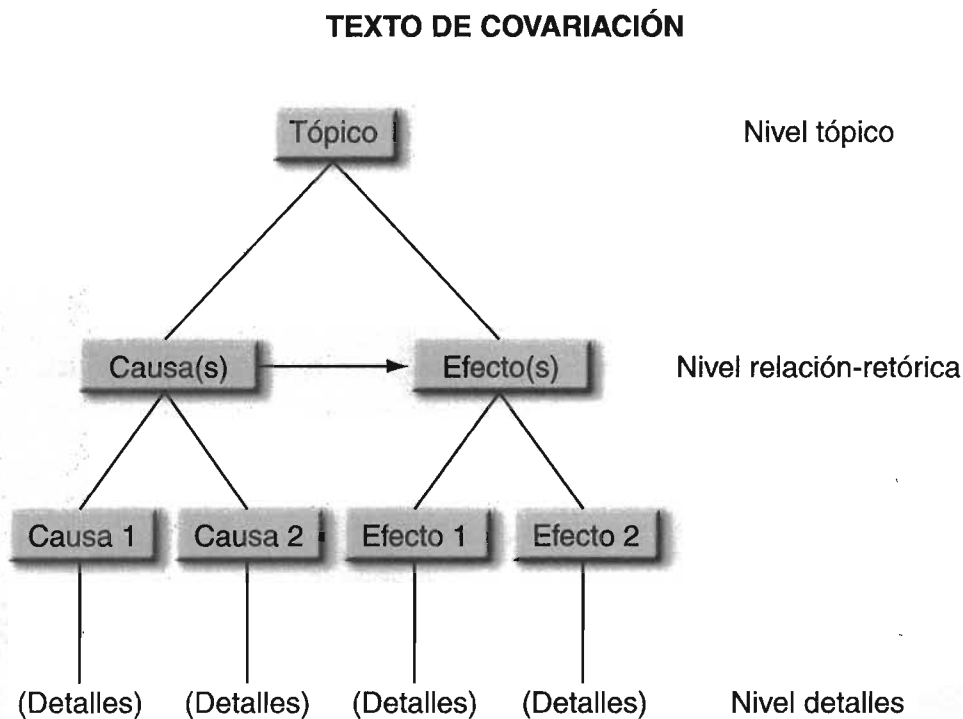 TEXTO DE COVARIACIÓN
Tópico Nivel tópico
Causa(s) Efecto(s) Nivel relación-retórica
Causa 1 Causa 2 Efecto 1 Efecto 2
(Detalles) (Detalles) (Detalles) (Detalles) Nivel detalles